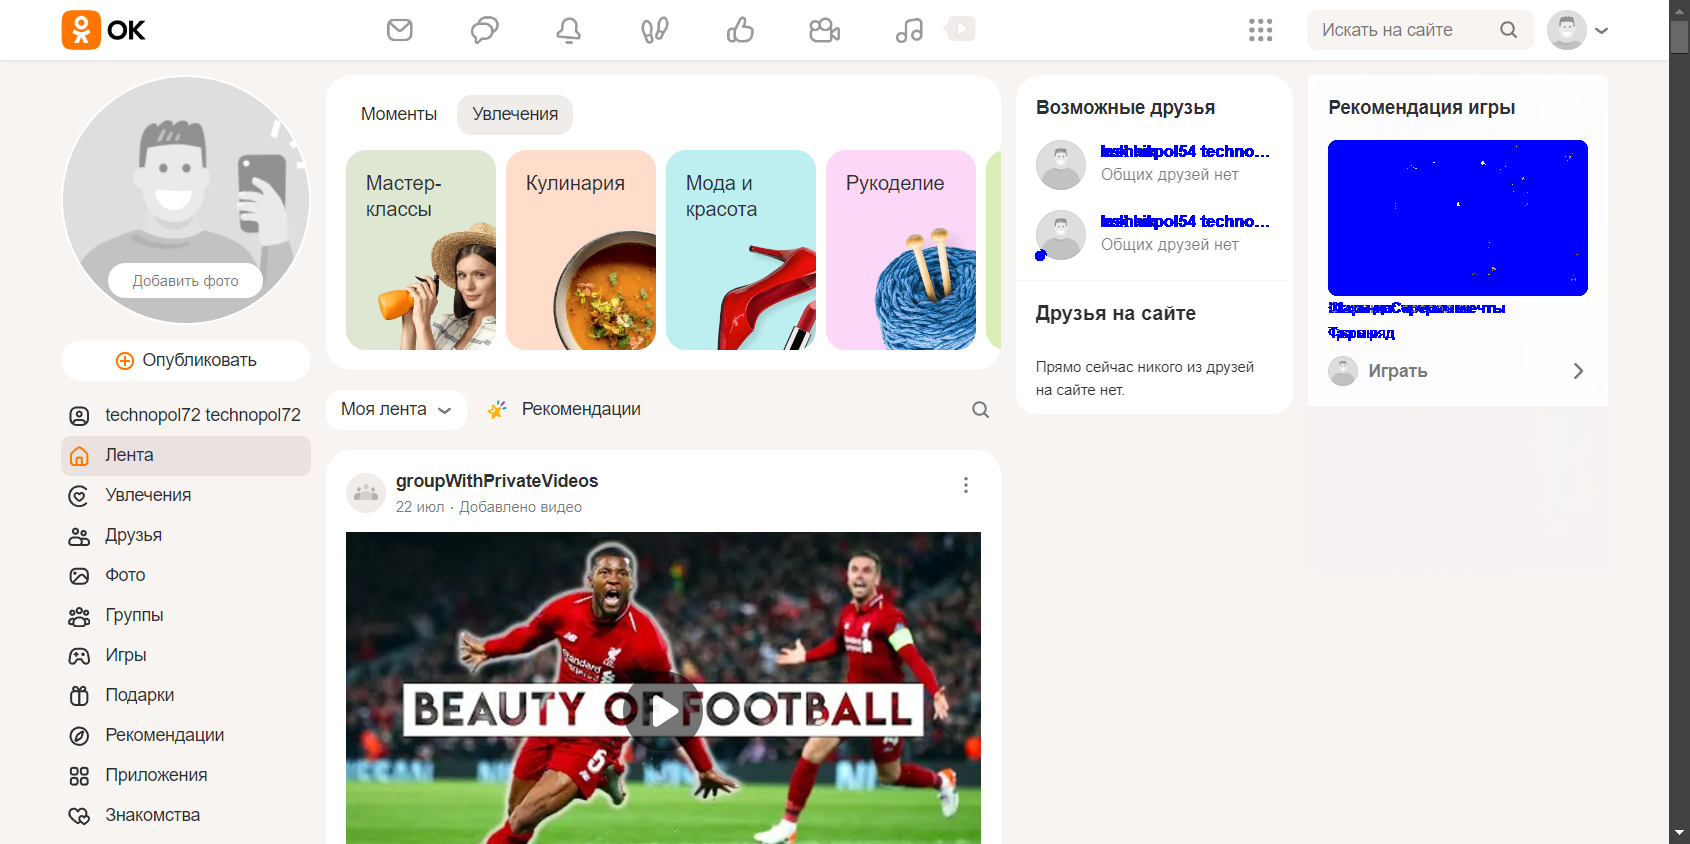 OK
Искать на сайте
Добавить фото
Опубликовать
technopol72 technopol72
Лента
Увлечения
Друзья
Фото
Группы
Игры
Подарки
Рекомендации
Приложения
Знакомства
Моменты
Увлечения
Мастер-
классы
Кулинария
Мода и
красота
Рукоделие
Моя лента
Рекомендации
groupWithPrivateVideos
22 июл · Добавлено видео
Standard
Chartered
BEAUTY OF FOOTBALL
5
Возможные друзья
techno...
Общих друзей нет
techno...
Общих друзей нет
Друзья на сайте
Прямо сейчас никого из друзей
на сайте нет.
Рекомендация игры
Играть